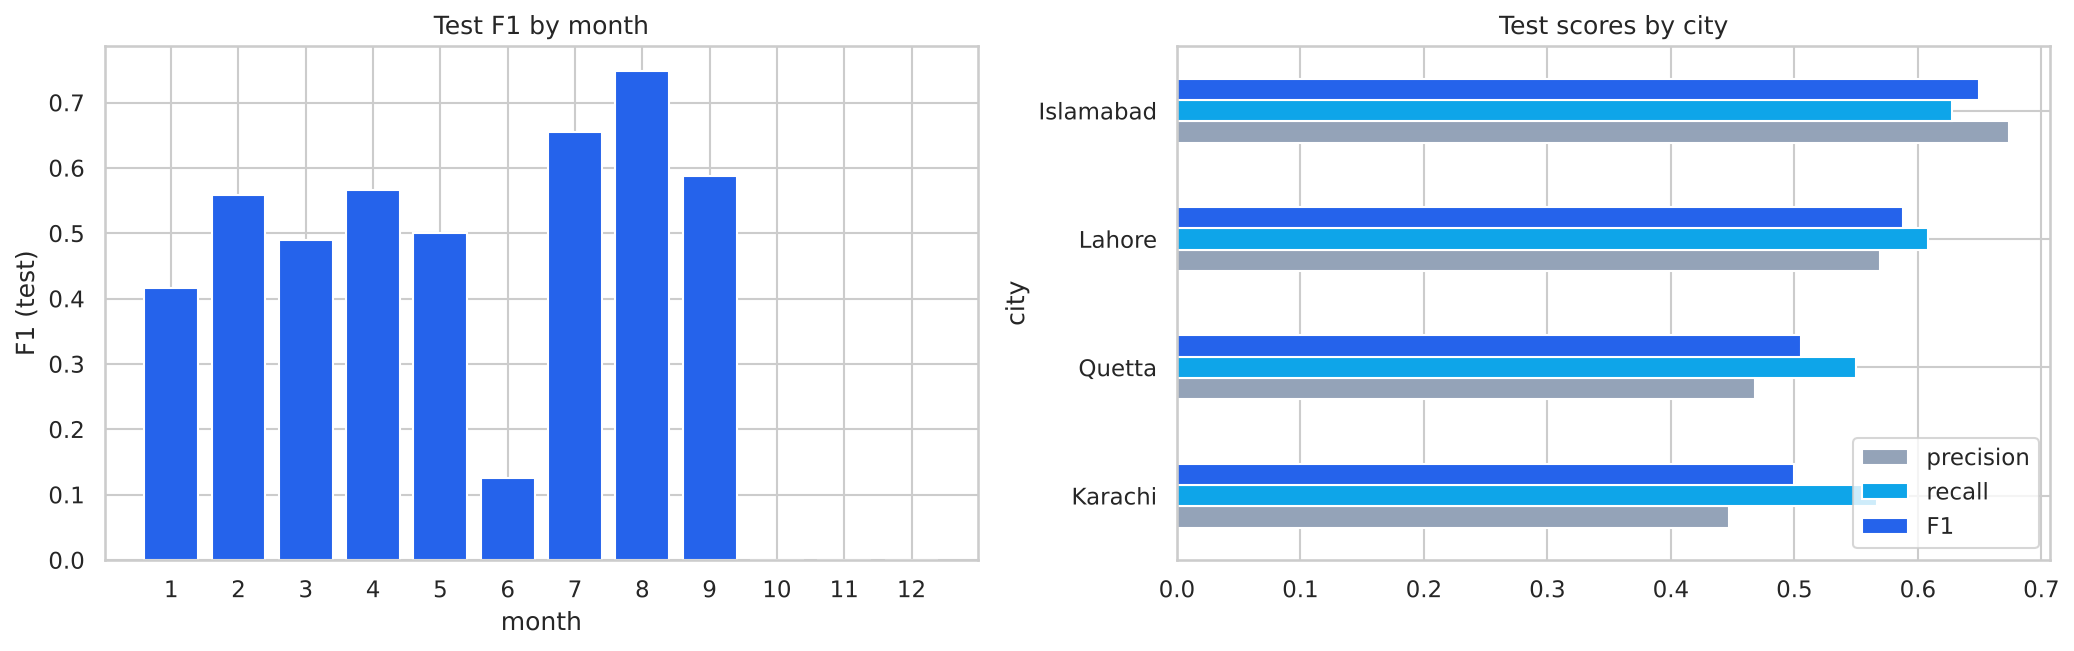 Test F1 by month
F1 (test)
0.7
0.6
0.5
0.4
0.3
0.2
0.1
0.0
1 2 3 4 5 6 7 8 9 10 11 12
month
Test scores by city
city
Islamabad
Lahore
Quetta
Karachi
precision
recall
F1
0.0 0.1 0.2 0.3 0.4 0.5 0.6 0.7